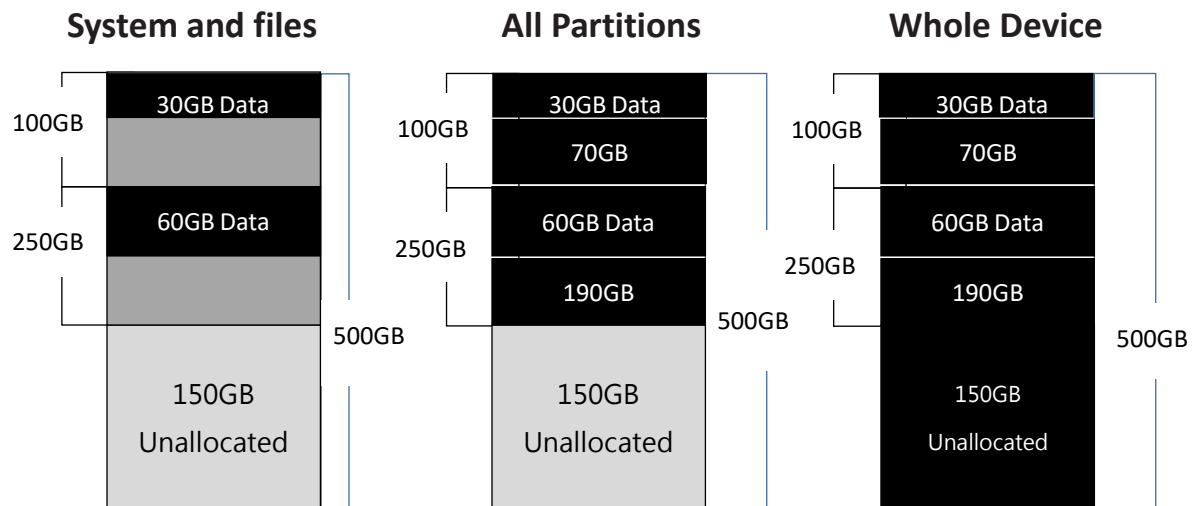 System and files
30GB Data
100GB
60GB Data
250GB
500GB
150GB
Unallocated
All Partitions
30GB Data
100GB
70GB
60GB Data
250GB
190GB
500GB
150GB
Unallocated
Whole Device
30GB Data
100GB
70GB
60GB Data
250GB
190GB
500GB
150GB
Unallocated